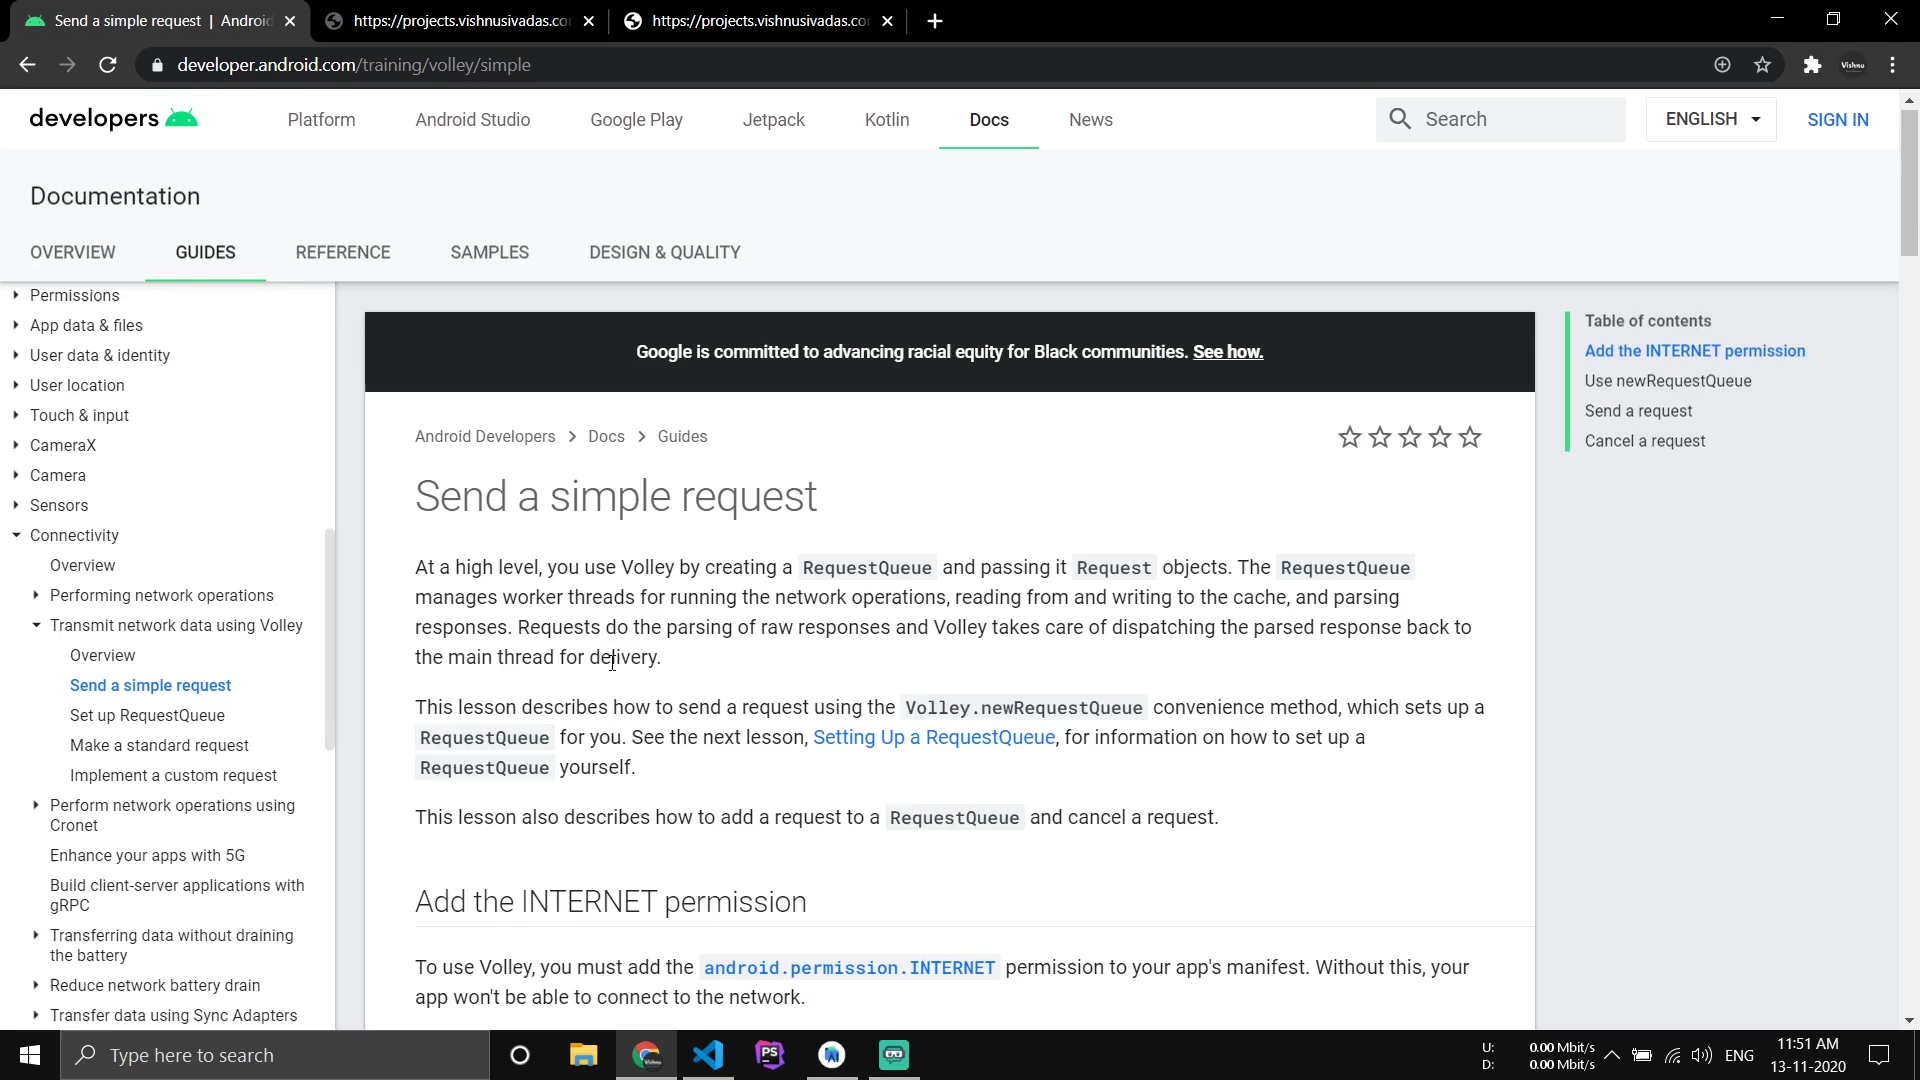 Send a simple request | Android
https://projects.vishnusivadas.co
https://projects.vishnusivadas.co
developer.android.com/training/volley/simple
Vishnu
developers
Platform
Android Studio
Google Play
Jetpack
Kotlin
Docs
News
Search
ENGLISH
SIGN IN
Documentation
OVERVIEW
GUIDES
REFERENCE
SAMPLES
DESIGN & QUALITY
Permissions
App data & files
User data & identity
User location
Touch & input
CameraX
Camera
Sensors
Connectivity
Overview
Performing network operations
Transmit network data using Volley
Overview
Send a simple request
Set up RequestQueue
Make a standard request
Implement a custom request
Perform network operations using
Cronet
Enhance your apps with 5G
Build client-server applications with
gRPC
Transferring data without draining
the battery
Reduce network battery drain
Transfer data using Sync Adapters
Google is committed to advancing racial equity for Black communities. See how.
Android Developers > Docs > Guides
Send a simple request
At a high level, you use Volley by creating a RequestQueue and passing it Request objects. The RequestQueue
manages worker threads for running the network operations, reading from and writing to the cache, and parsing
responses. Requests do the parsing of raw responses and Volley takes care of dispatching the parsed response back to
the main thread for delivery.
This lesson describes how to send a request using the Volley.newRequestQueue convenience method, which sets up a
RequestQueue for you. See the next lesson, Setting Up a RequestQueue, for information on how to set up a
RequestQueue yourself.
This lesson also describes how to add a request to a RequestQueue and cancel a request.
Add the INTERNET permission
To use Volley, you must add the android.permission.INTERNET permission to your app's manifest. Without this, your
app won't be able to connect to the network.
Table of contents
Add the INTERNET permission
Use newRequestQueue
Send a request
Cancel a request
Type here to search
PS
U: 0.00 Mbit/s
D: 0.00 Mbit/s
ENG
11:51 AM
13-11-2020